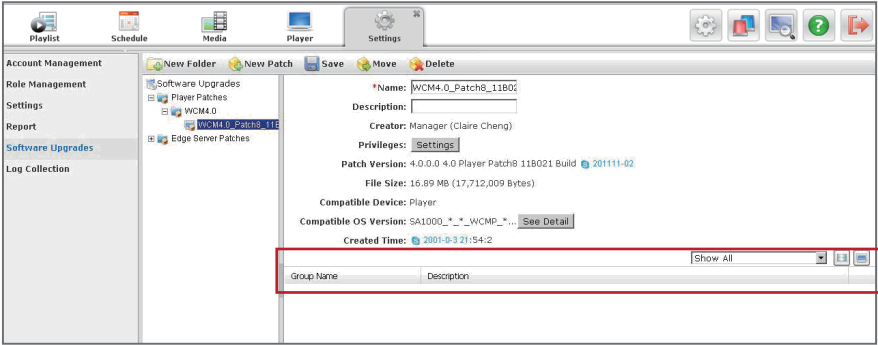 Playlist Schedule Media Player Settings
Account Management
Role Management
Settings
Report
Software Upgrades
Log Collection
New Folder New Patch Save Move Delete
Software Upgrades
Player Patches
WCM4.0
WCM4.0_Patch8_11B
Edge Server Patches
*Name: WCM4.0_Patch8_11B02
Description:
Creator: Manager (Claire Cheng)
Privileges: Settings
Patch Version: 4.0.0.0 4.0 Player Patch8 11B021 Build 201111-02
File Size: 16.89 MB (17,712,009 Bytes)
Compatible Device: Player
Compatible OS Version: SA1000_*_*_WCMP_*... See Detail
Created Time: 2001-0-3 21:54:2
Show All
Group Name Description